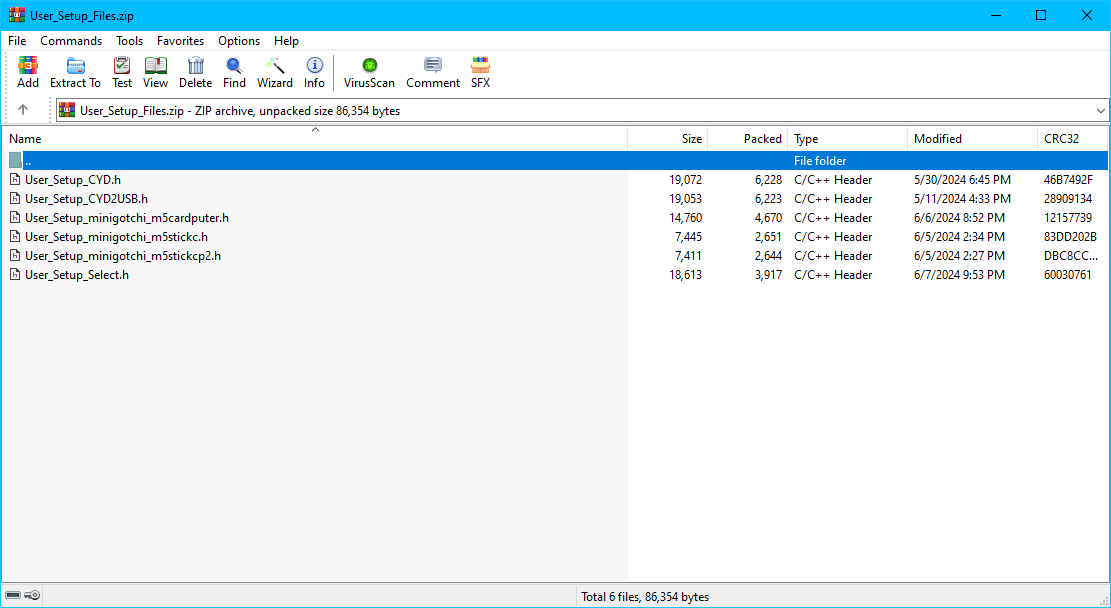 User_Setup_Files.zip
File Commands Tools Favorites Options Help
Add Extract To Test View Delete Find Wizard Info VirusScan Comment SFX
User_Setup_Files.zip - ZIP archive, unpacked size 86,354 bytes
Name Size Packed Type Modified CRC32
.. File folder
User_Setup_CYD.h 19,072 6,228 C/C++ Header 5/30/2024 6:45 PM 46B7492F
User_Setup_CYD2USB.h 19,053 6,223 C/C++ Header 5/11/2024 4:33 PM 28909134
User_Setup_minigotchi_m5cardputer.h 14,760 4,670 C/C++ Header 6/6/2024 8:52 PM 12157739
User_Setup_minigotchi_m5stickc.h 7,445 2,651 C/C++ Header 6/5/2024 2:34 PM 83DD202B
User_Setup_minigotchi_m5stickcp2.h 7,411 2,644 C/C++ Header 6/5/2024 2:27 PM DBC8CC...
User_Setup_Select.h 18,613 3,917 C/C++ Header 6/7/2024 9:53 PM 60030761
Total 6 files, 86,354 bytes